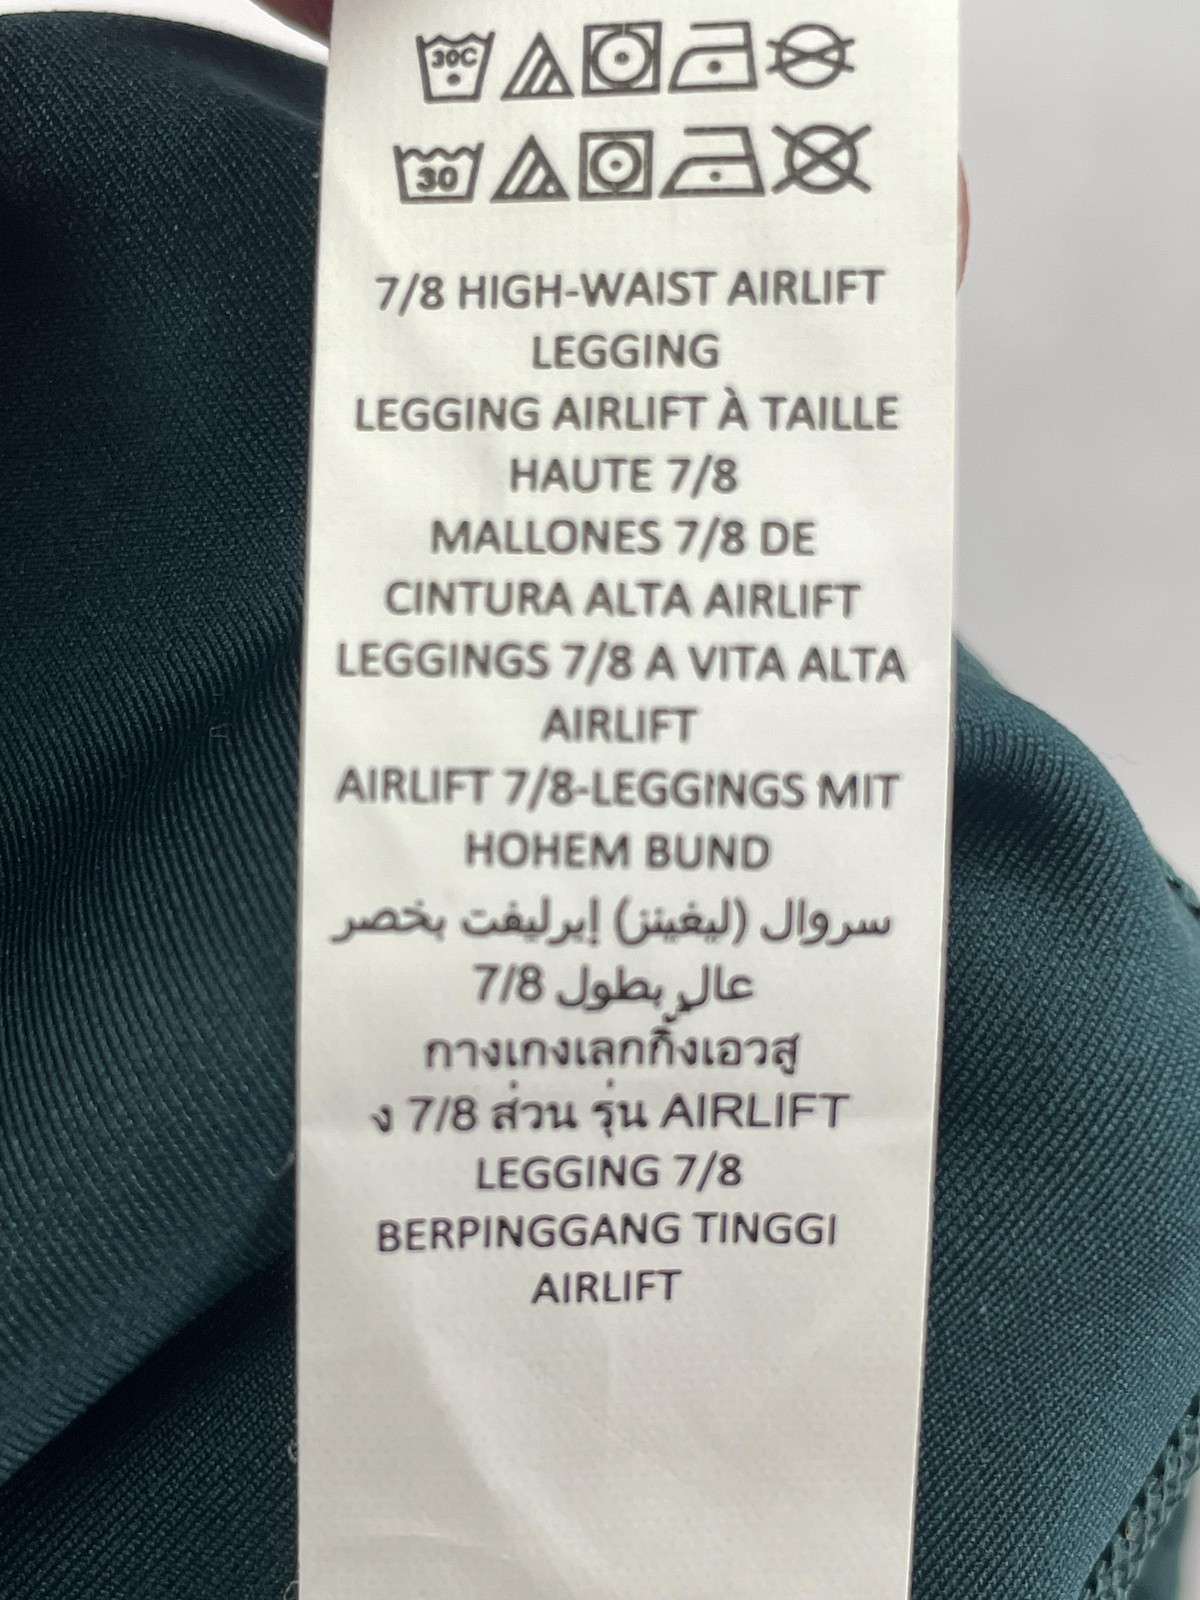 30C
30
7/8 HIGH-WAIST AIRLIFT
LEGGING
LEGGING AIRLIFT À TAILLE
HAUTE 7/8
MALLONES 7/8 DE
CINTURA ALTA AIRLIFT
LEGGINGS 7/8 A VITA ALTA
AIRLIFT
AIRLIFT 7/8-LEGGINGS MIT
HOHEM BUND
سروال (ليغينز) إيرليفت بخصر
عالٍ بطول 7/8
กางเกงเลกกิ้งเอวสู
ง 7/8 ส่วน รุ่น AIRLIFT
LEGGING 7/8
BERPINGGANG TINGGI
AIRLIFT